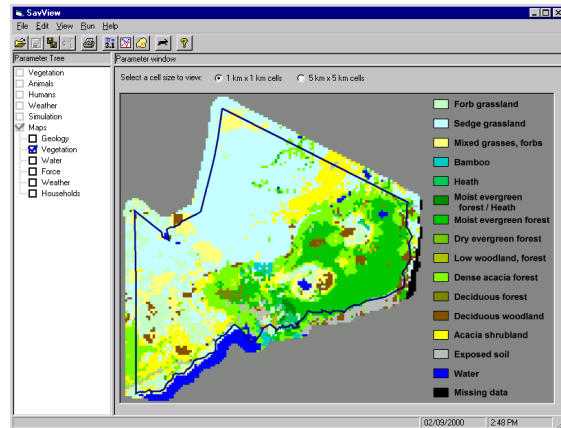 SavView
File Edit View Run Help
Parameter Tree
Parameter window
Vegetation
Animals
Humans
Weather
Simulation
Maps
Geology
Vegetation
Water
Force
Weather
Households
Select a cell size to view: 1 km x 1 km cells 5 km x 5 km cells
Forb grassland
Sedge grassland
Mixed grasses, forbs
Bamboo
Heath
Moist evergreen
forest / Heath
Moist evergreen forest
Dry evergreen forest
Low woodland, forest
Dense acacia forest
Deciduous forest
Deciduous woodland
Acacia shrubland
Exposed soil
Water
Missing data
02/09/2000 2:48 PM